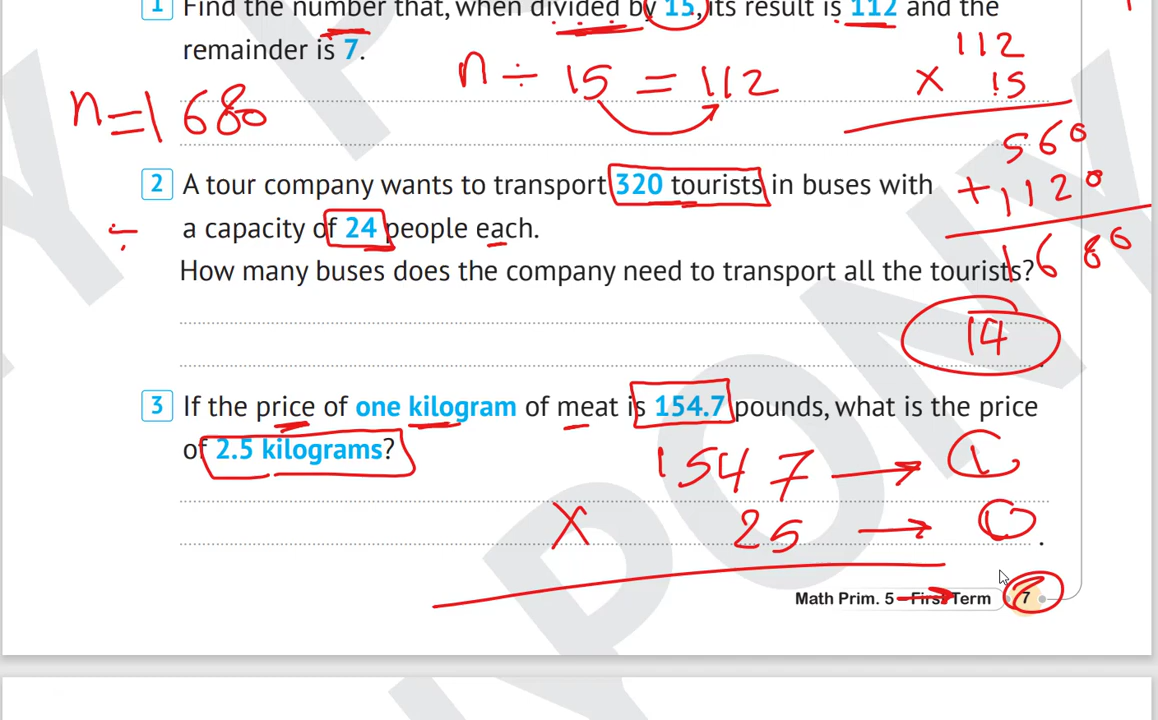 1 Find the number that, when divided by 15, its result is 112 and the
remainder is 7.
n ÷ 15 = 112
112
× 15
n = 1680
560
+ 1120
1680
2 A tour company wants to transport 320 tourists in buses with
÷ a capacity of 24 people each.
How many buses does the company need to transport all the tourists?
14
3 If the price of one kilogram of meat is 154.7 pounds, what is the price
of 2.5 kilograms?
1547 → 1
× 25 → 1
Math Prim. 5 – First Term 7
PONY